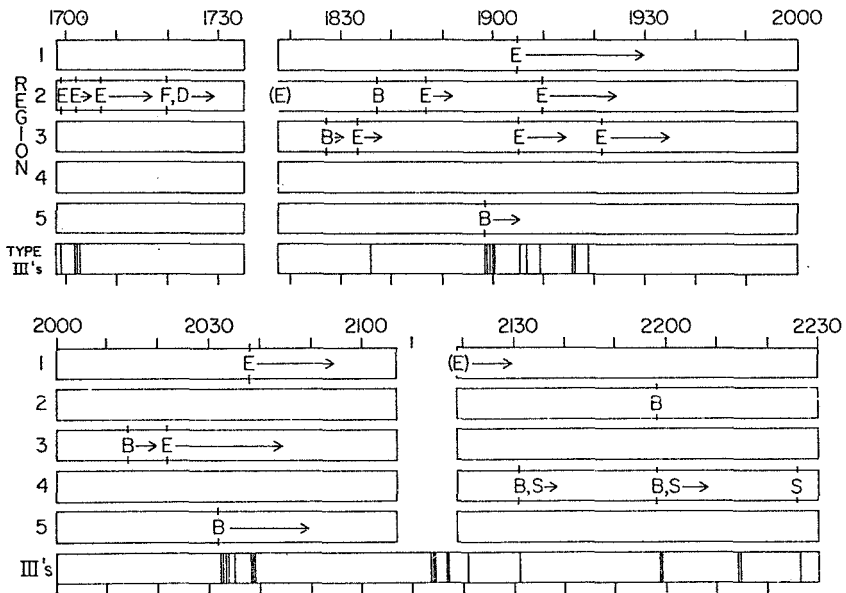 1700 1730 1830 1900 1930 2000
REGION
1 E
2 E E E F,D (E) B E E
3 B E E E
4
5 B
TYPE III's
2000 2030 2100 2130 2200 2230
1 E (E)
2 B
3 B E
4 B,S B,S S
5 B
III's